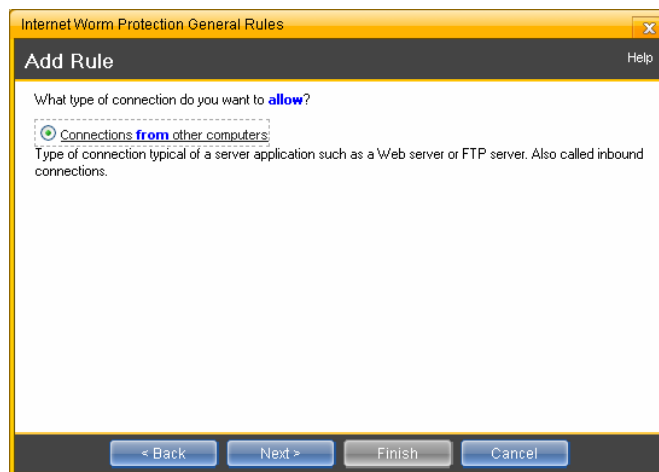 Internet Worm Protection General Rules
X
Add Rule
Help
What type of connection do you want to allow?
Connections from other computers
Type of connection typical of a server application such as a Web server or FTP server. Also called inbound
connections.
< Back
Next >
Finish
Cancel